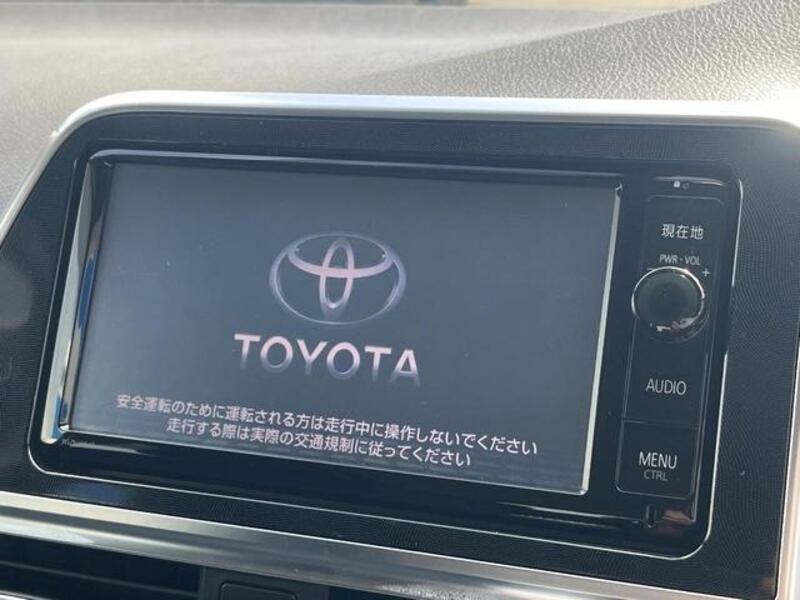 現在地
PWR・VOL
- +
TOYOTA
AUDIO
安全運転のために運転される方は走行中に操作しないでください
走行する際は実際の交通規制に従ってください
MENU
CTRL